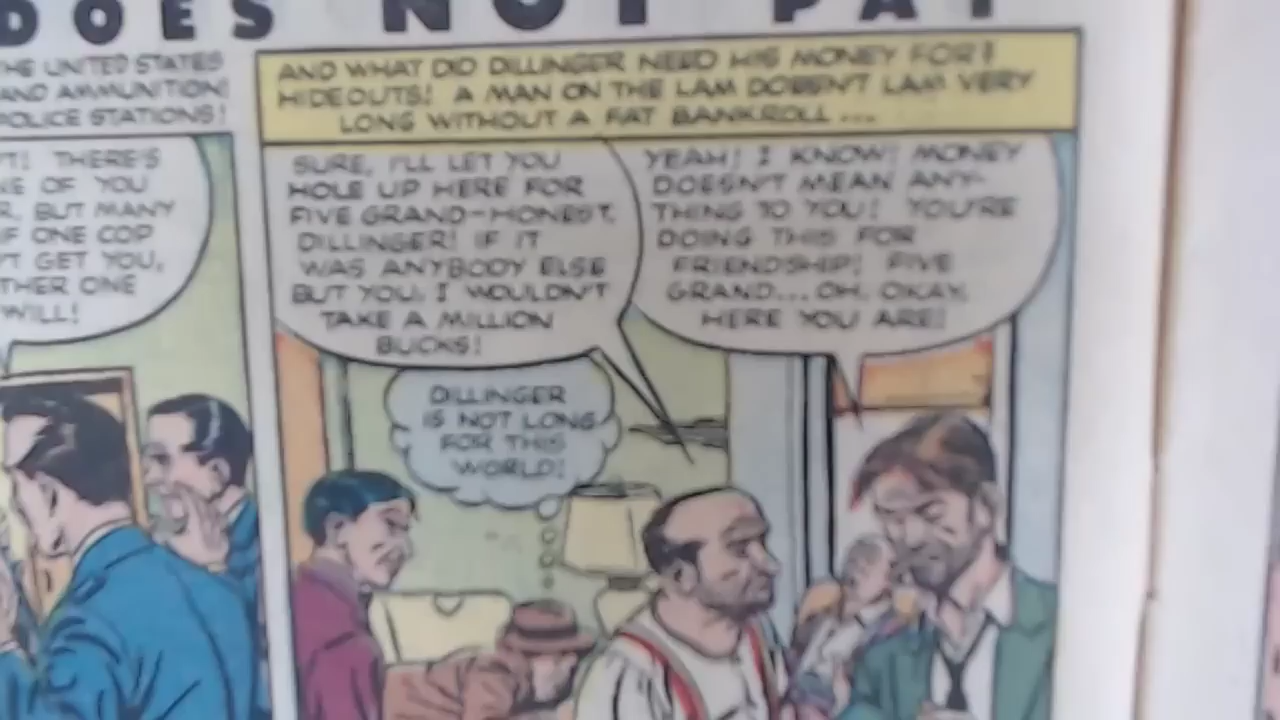 DOES NOT PAY
THE UNITED STATES
AND AMMUNITION
POLICE STATIONS!
THERE'S
OF YOU
BUT MANY
IF ONE COP
GET YOU,
ONE
WILL!
AND WHAT DID DILLINGER NEED HIS MONEY FOR?
HIDEOUTS! A MAN ON THE LAM DOESN'T LAM VERY
LONG WITHOUT A FAT BANKROLL...
SURE, I'LL LET YOU
HOLE UP HERE FOR
FIVE GRAND-HONEST,
DILLINGER! IF IT
WAS ANYBODY ELSE
BUT YOU, I WOULDN'T
TAKE A MILLION
BUCKS!
YEAH! I KNOW! MONEY
DOESN'T MEAN ANY-
THING TO YOU! YOU'RE
DOING THIS FOR
FRIENDSHIP! FIVE
GRAND... OH, OKAY,
HERE YOU ARE!
DILLINGER
IS NOT LONG
FOR THIS
WORLD!